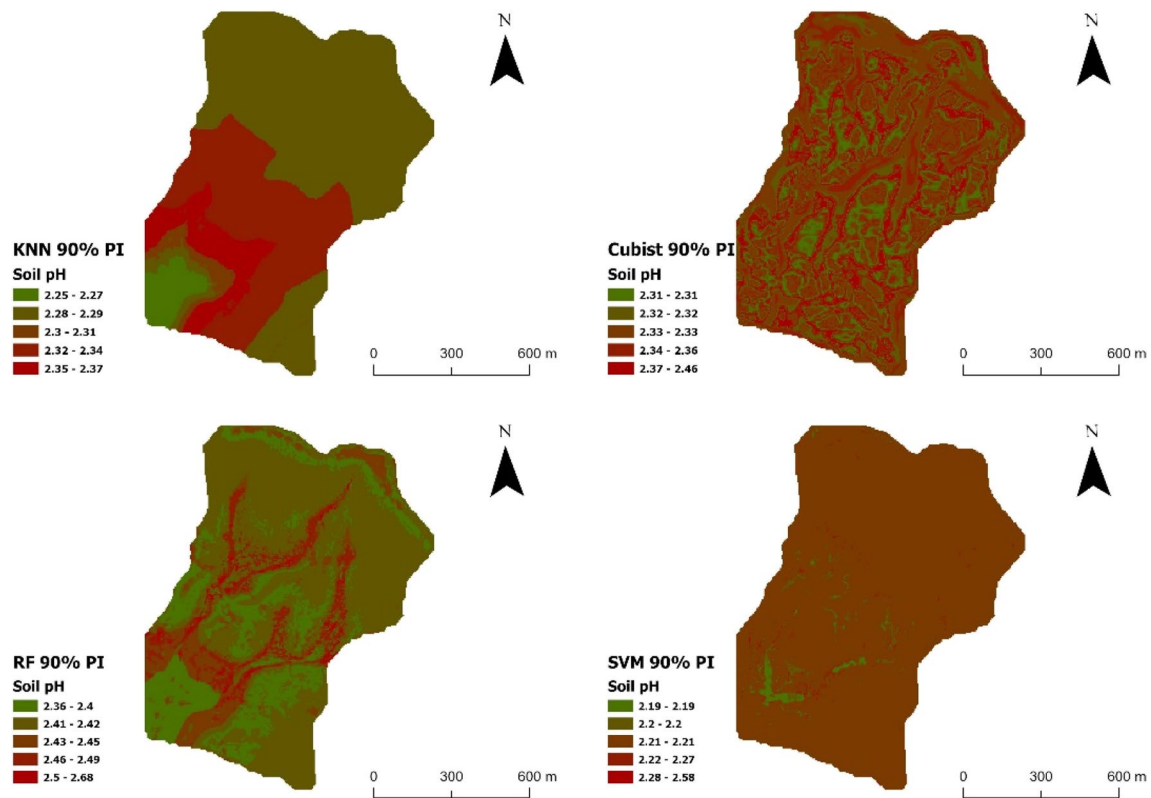 N
KNN 90% PI
Soil pH
2.25 - 2.27
2.28 - 2.29
2.3 - 2.31
2.32 - 2.34
2.35 - 2.37
0 300 600 m
N
Cubist 90% PI
Soil pH
2.31 - 2.31
2.32 - 2.32
2.33 - 2.33
2.34 - 2.36
2.37 - 2.46
0 300 600 m
N
RF 90% PI
Soil pH
2.36 - 2.4
2.41 - 2.42
2.43 - 2.45
2.46 - 2.49
2.5 - 2.68
0 300 600 m
N
SVM 90% PI
Soil pH
2.19 - 2.19
2.2 - 2.2
2.21 - 2.21
2.22 - 2.27
2.28 - 2.58
0 300 600 m